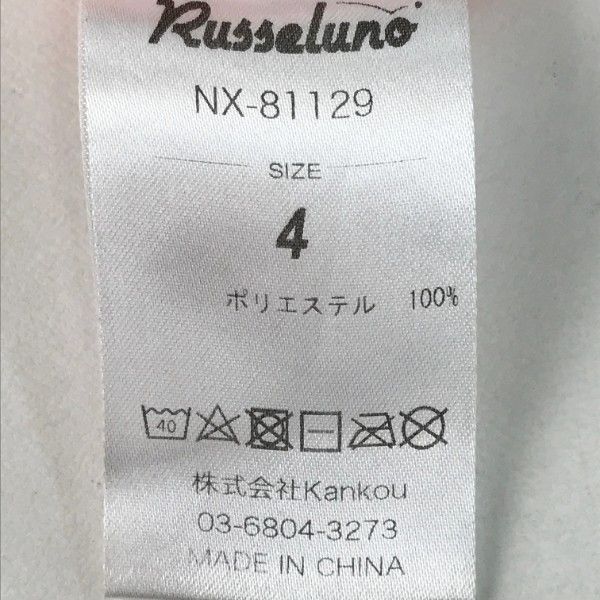 Russeluno
NX-81129
SIZE
4
ポリエステル 100%
40
株式会社Kankou
03-6804-3273
MADE IN CHINA